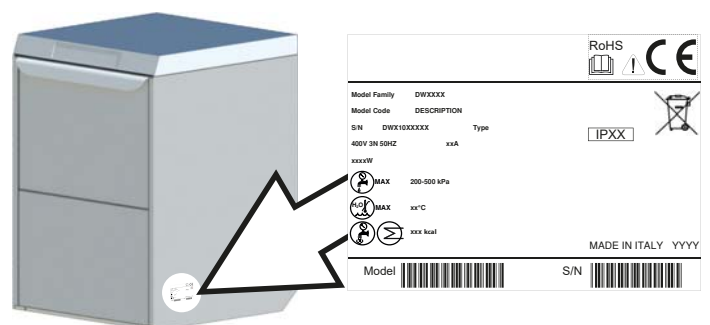 RoHS
CE
Model Family DWXXXX
Model Code DESCRIPTION
S/N DWX10XXXXX Type
400V 3N 50HZ xxA
xxxxW
IPXX
MAX 200-500 kPa
H₂O MAX xx°C
xxx kcal
MADE IN ITALY YYYY
Model S/N